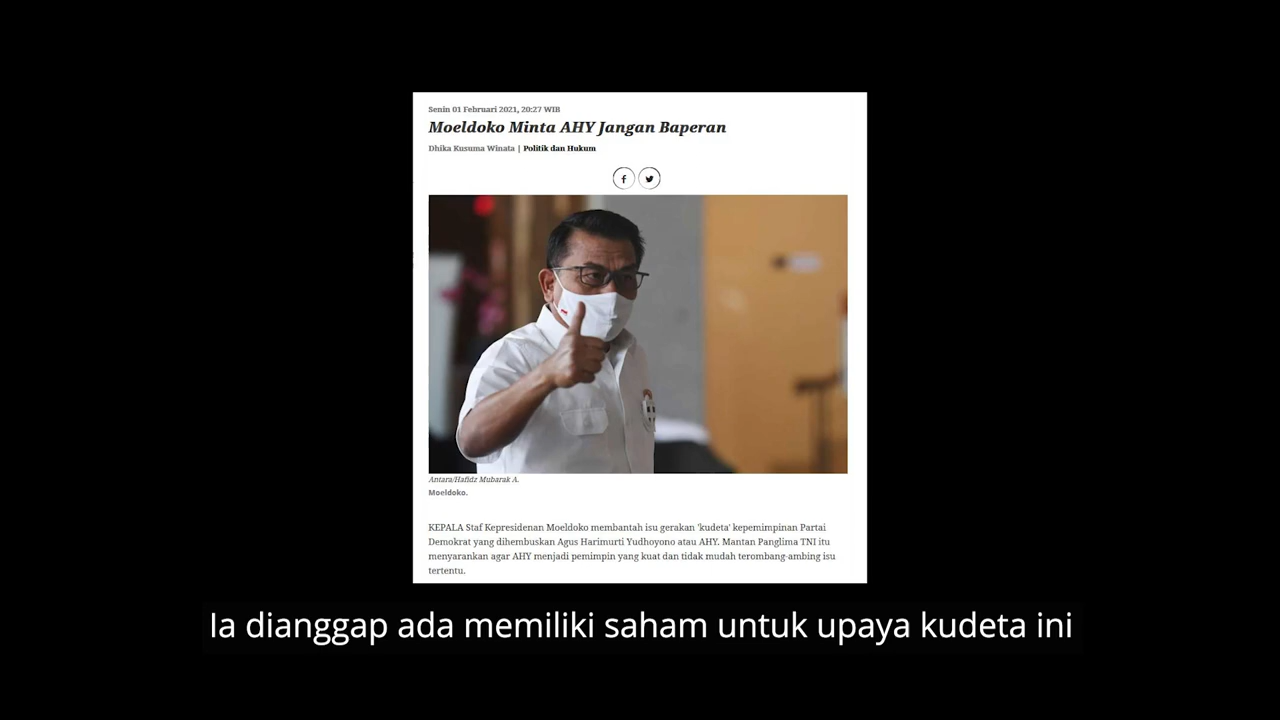 Senin 01 Februari 2021, 20:27 WIB
Moeldoko Minta AHY Jangan Baperan
Dhika Kusuma Winata | Politik dan Hukum
Antara/Hafidz Mubarak A.
Moeldoko.
KEPALA Staf Kepresidenan Moeldoko membantah isu gerakan 'kudeta' kepemimpinan Partai
Demokrat yang dihembuskan Agus Harimurti Yudhoyono atau AHY. Mantan Panglima TNI itu
menyarankan agar AHY menjadi pemimpin yang kuat dan tidak mudah terombang-ambing isu
tertentu.
Ia dianggap ada memiliki saham untuk upaya kudeta ini